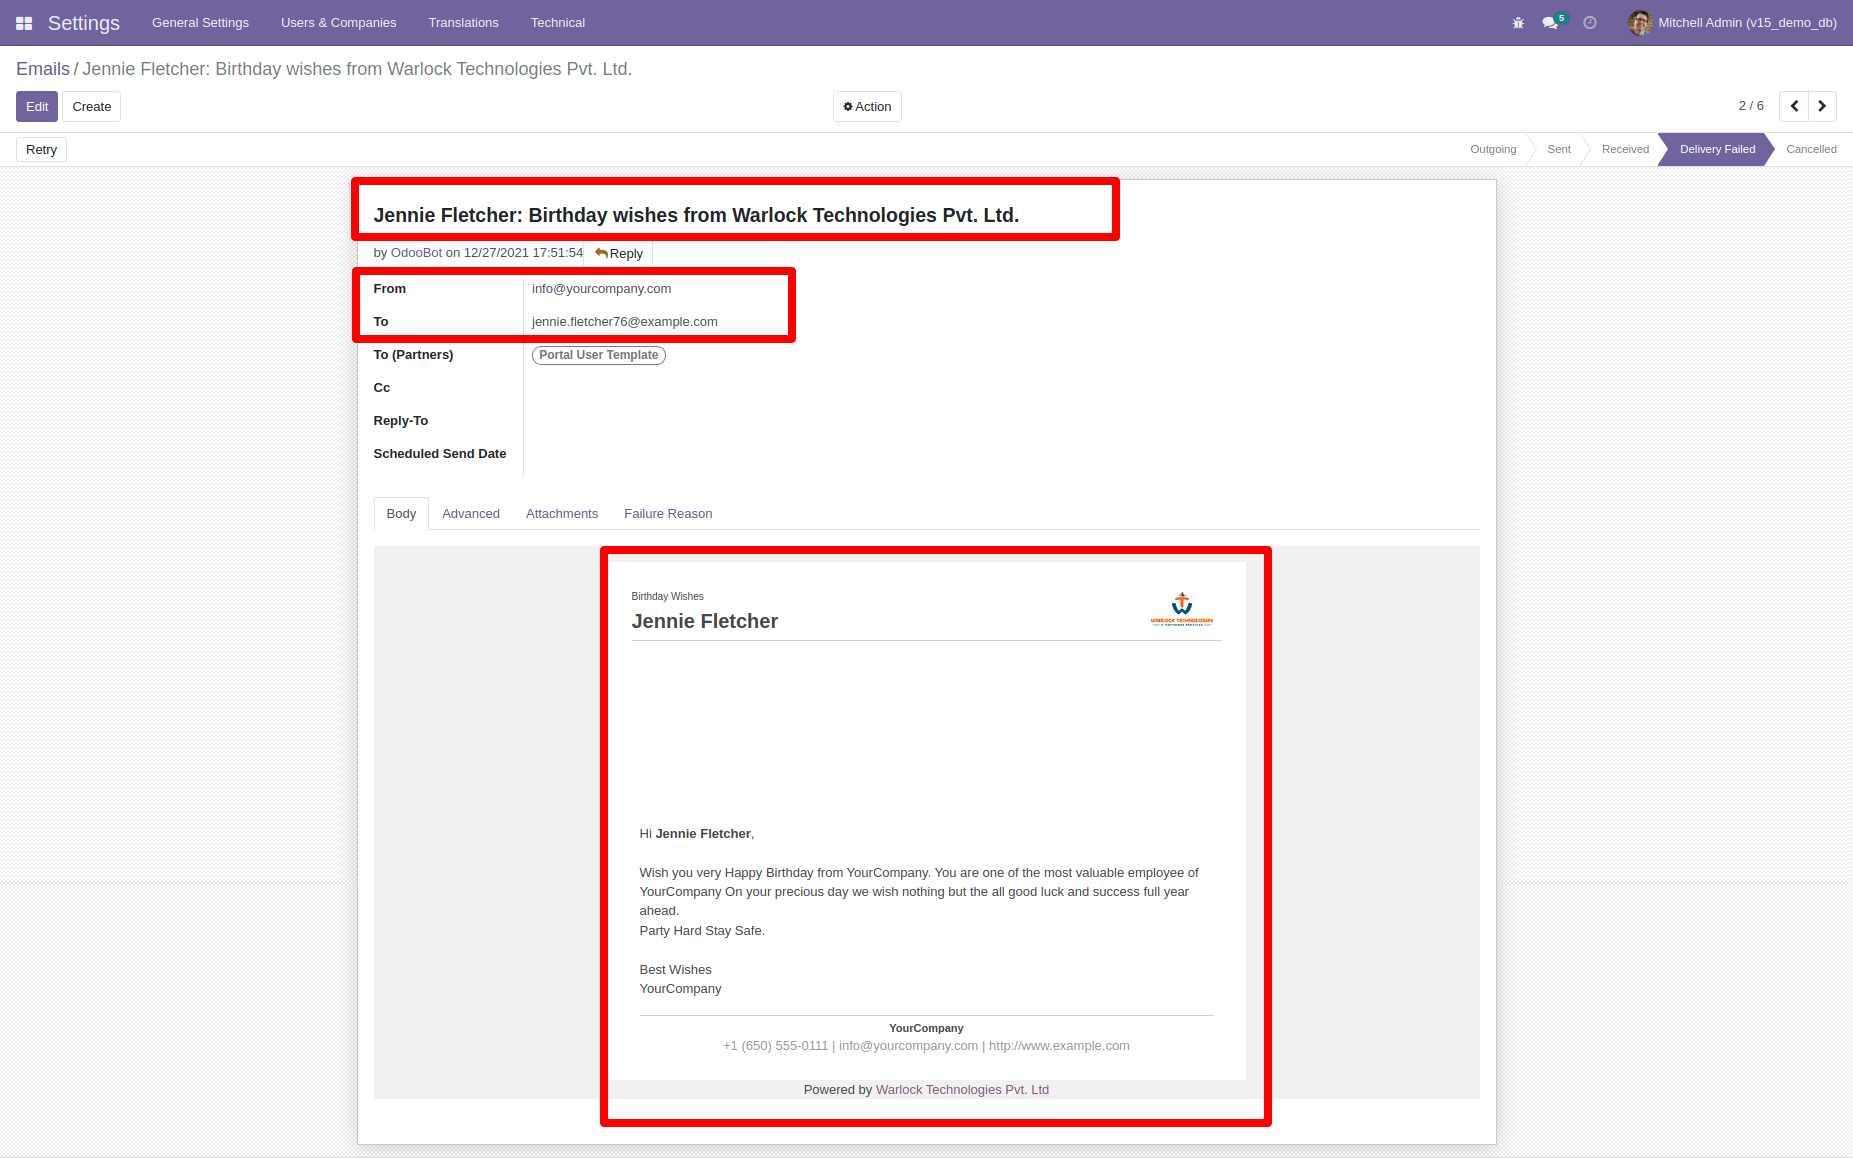 Settings General Settings Users & Companies Translations Technical 5 Mitchell Admin (v15_demo_db)
Emails / Jennie Fletcher: Birthday wishes from Warlock Technologies Pvt. Ltd.
Edit Create Action 2 / 6
Retry Outgoing Sent Received Delivery Failed Cancelled
Jennie Fletcher: Birthday wishes from Warlock Technologies Pvt. Ltd.
by OdooBot on 12/27/2021 17:51:54 Reply
From info@yourcompany.com
To jennie.fletcher76@example.com
To (Partners) Portal User Template
Cc
Reply-To
Scheduled Send Date
Body Advanced Attachments Failure Reason
Birthday Wishes
Jennie Fletcher
WARLOCK TECHNOLOGIES
Hi Jennie Fletcher,
Wish you very Happy Birthday from YourCompany. You are one of the most valuable employee of
YourCompany On your precious day we wish nothing but the all good luck and success full year
ahead.
Party Hard Stay Safe.
Best Wishes
YourCompany
YourCompany
+1 (650) 555-0111 | info@yourcompany.com | http://www.example.com
Powered by Warlock Technologies Pvt. Ltd